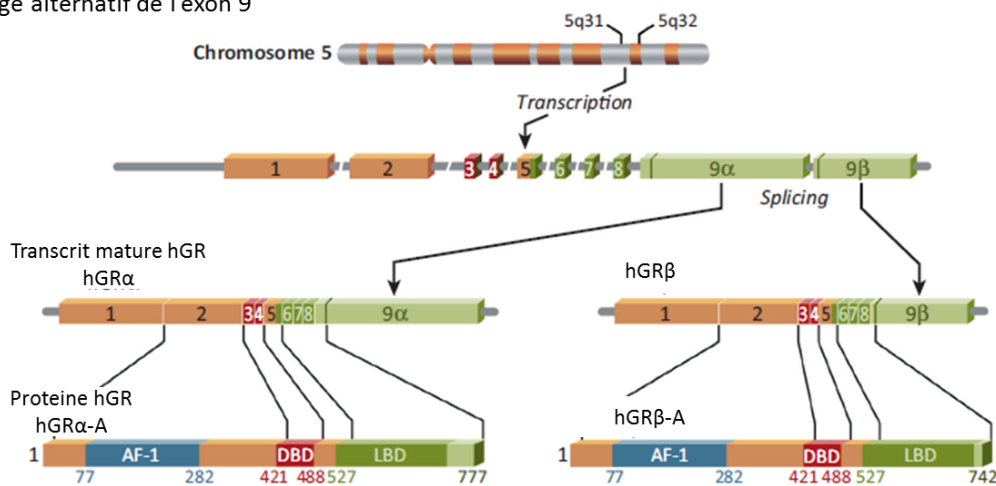 ge alternatif de l'exon 9
5q31 5q32
Chromosome 5
Transcription
1 2 3 4 5 6 7 8 9α 9β
Splicing
Transcrit mature hGR
hGRα
hGRβ
1 2 3 4 5 6 7 8 9α
1 2 3 4 5 6 7 8 9β
Proteine hGR
hGRα-A
hGRβ-A
1 AF-1 DBD LBD
77 282 421 488 527 777
1 AF-1 DBD LBD
77 282 421 488 527 742